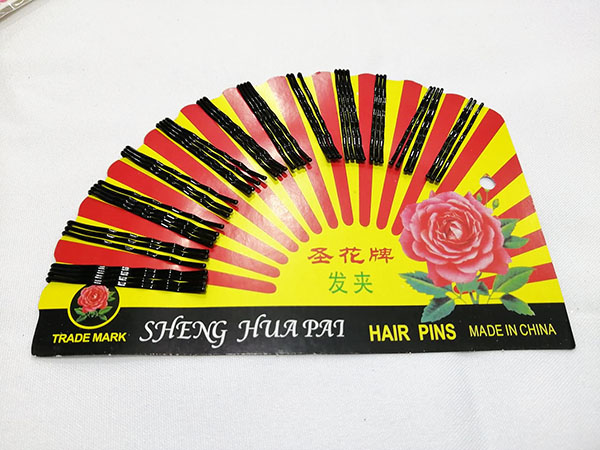 圣花牌
发夹
TRADE MARK
SHENG HUA PAI
HAIR PINS
MADE IN CHINA